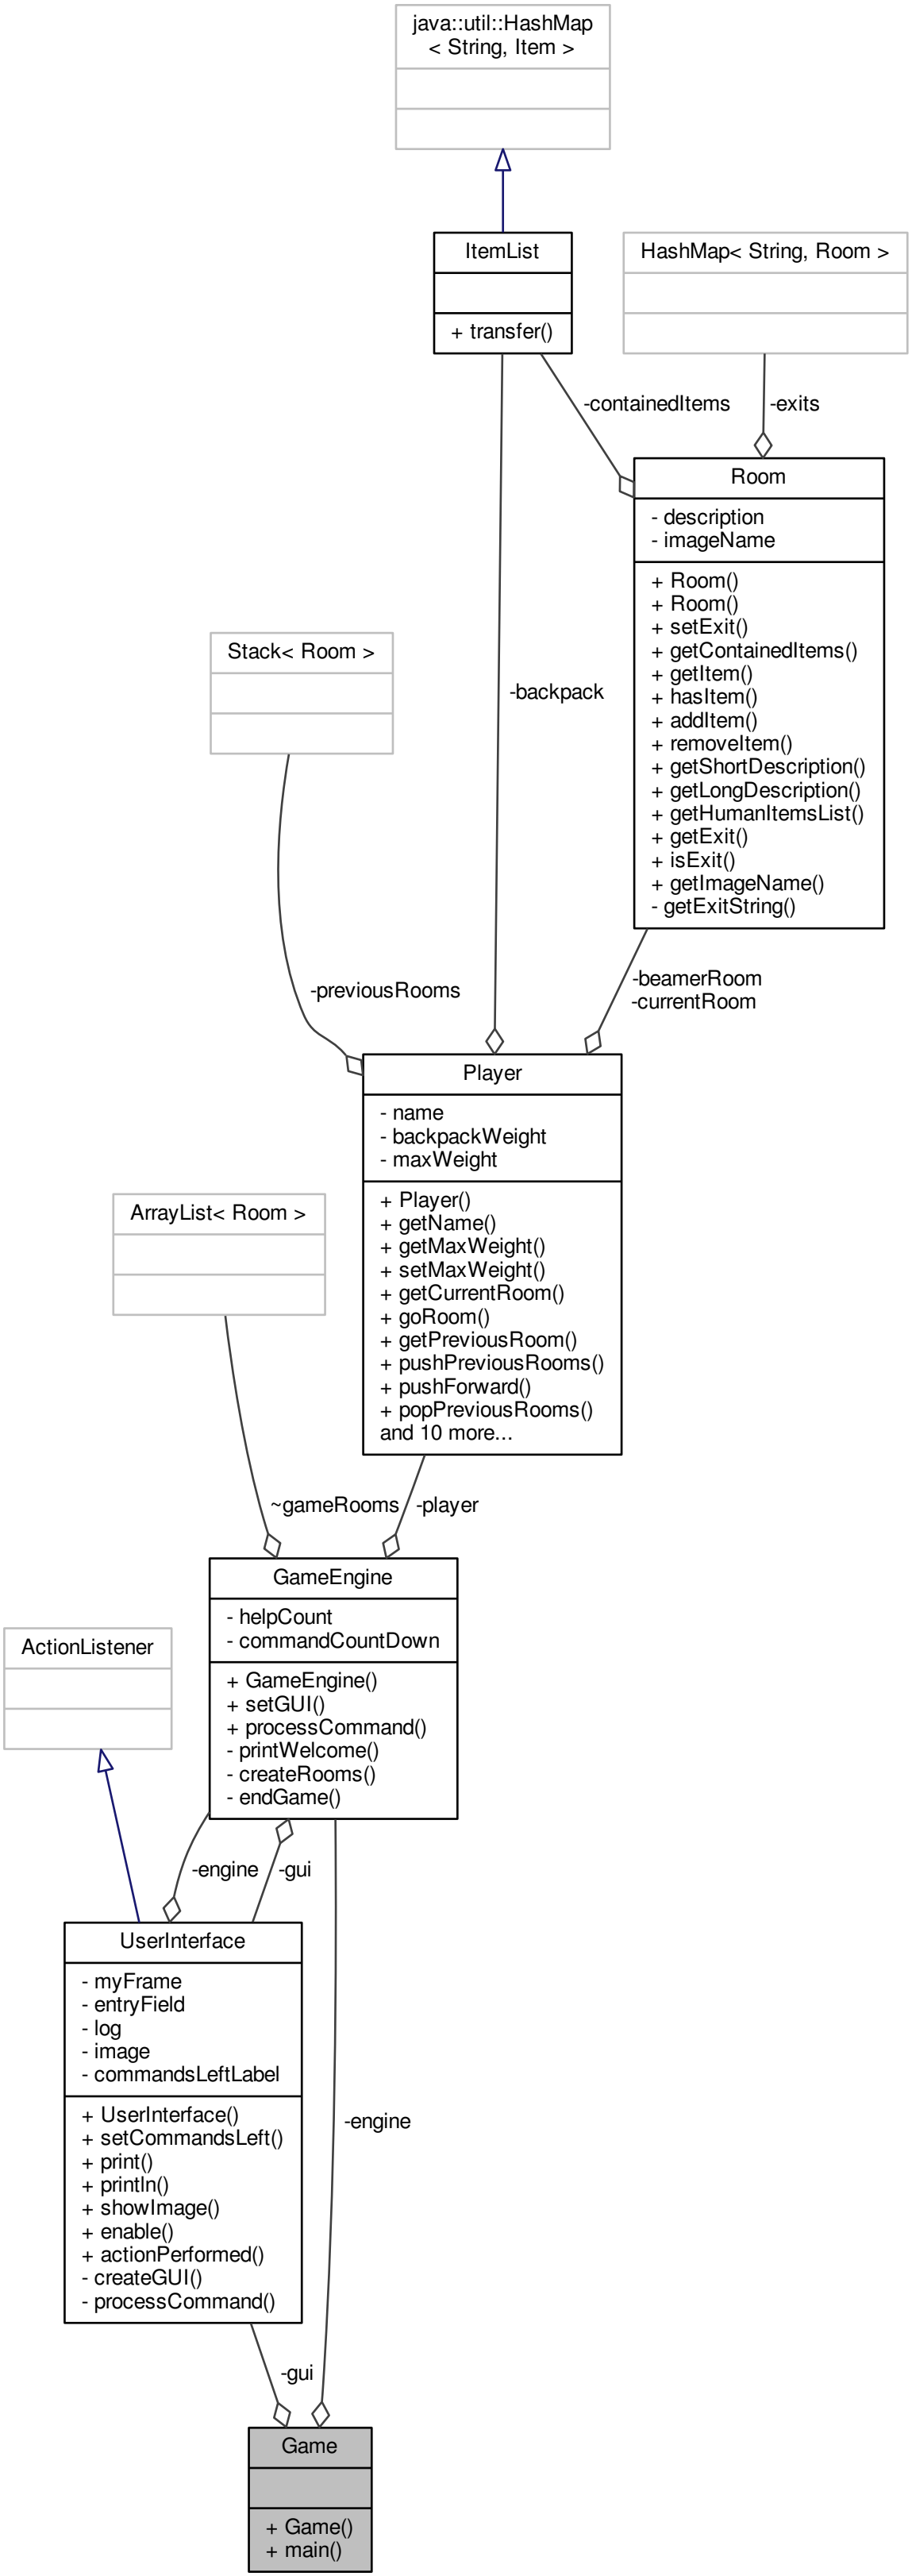 java::util::HashMap
< String, Item >
ItemList
+ transfer()
HashMap< String, Room >
-containedItems
-exits
Room
- description
- imageName
+ Room()
+ Room()
+ setExit()
+ getContainedItems()
+ getItem()
+ hasItem()
+ addItem()
+ removeItem()
+ getShortDescription()
+ getLongDescription()
+ getHumanItemsList()
+ getExit()
+ isExit()
+ getImageName()
- getExitString()
Stack< Room >
-backpack
-previousRooms
-beamerRoom
-currentRoom
Player
- name
- backpackWeight
- maxWeight
+ Player()
+ getName()
+ getMaxWeight()
+ setMaxWeight()
+ getCurrentRoom()
+ goRoom()
+ getPreviousRoom()
+ pushPreviousRooms()
+ pushForward()
+ popPreviousRooms()
and 10 more...
ArrayList< Room >
~gameRooms
-player
GameEngine
- helpCount
- commandCountDown
+ GameEngine()
+ setGUI()
+ processCommand()
- printWelcome()
- createRooms()
- endGame()
ActionListener
-engine
-gui
UserInterface
- myFrame
- entryField
- log
- image
- commandsLeftLabel
+ UserInterface()
+ setCommandsLeft()
+ print()
+ println()
+ showImage()
+ enable()
+ actionPerformed()
- createGUI()
- processCommand()
-engine
-gui
Game
+ Game()
+ main()